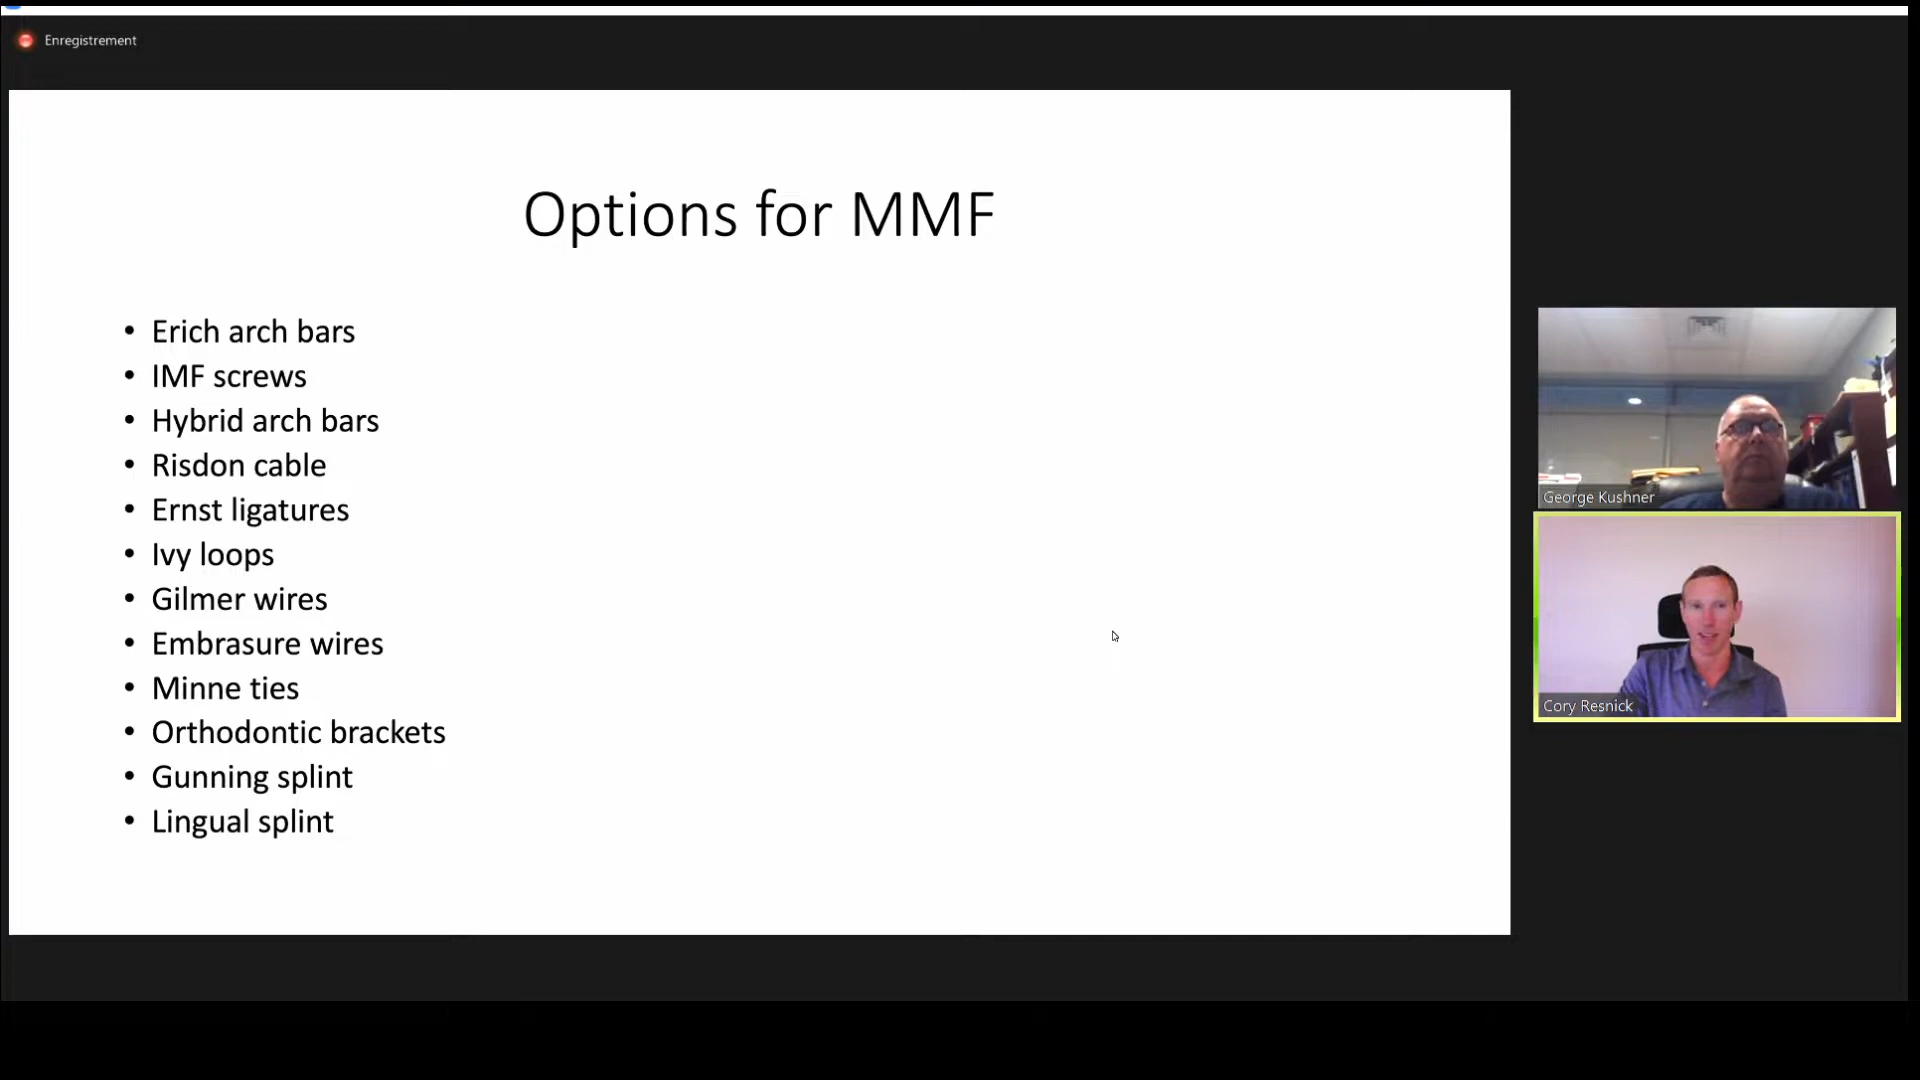 Enregistrement
Options for MMF
• Erich arch bars
• IMF screws
• Hybrid arch bars
• Risdon cable
• Ernst ligatures
• Ivy loops
• Gilmer wires
• Embrasure wires
• Minne ties
• Orthodontic brackets
• Gunning splint
• Lingual splint
George Kushner
Cory Resnick